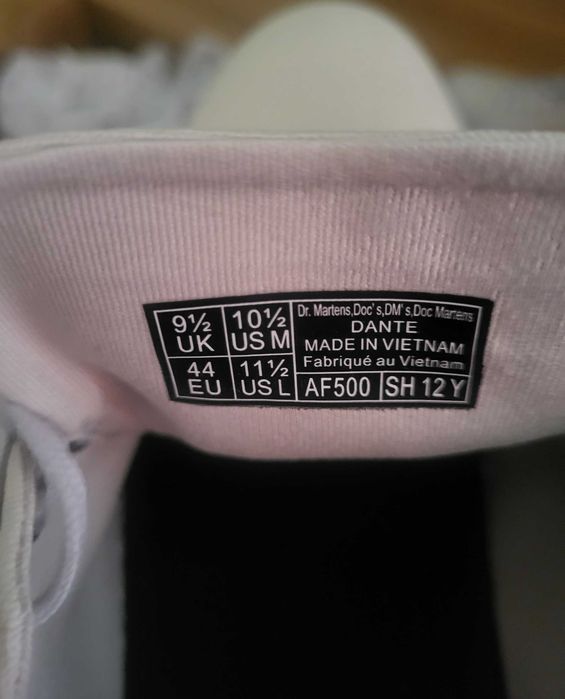 9½ UK
10½ US M
44 EU
11½ US L
Dr. Martens,Doc's,DM's,Doc Martens
DANTE
MADE IN VIETNAM
Fabriqué au Vietnam
AF500 SH 12 Y